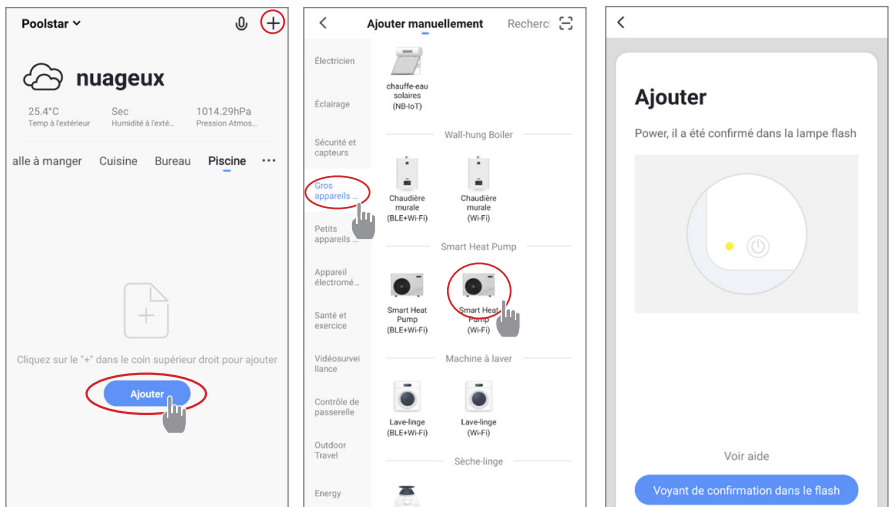 Poolstar
nuageux
25.4°C Sec 1014.29hPa
Temp à l'extérieur Humidité à l'exté... Pression Atmos...
alle à manger Cuisine Bureau Piscine ...
Cliquez sur le "+" dans le coin supérieur droit pour ajouter
Ajouter
Ajouter manuellement Recherc
Électricien
Éclairage
Sécurité et
capteurs
Gros
appareils ...
Petits
appareils ...
Appareil
électromé...
Santé et
exercice
Vidéosurvei
llance
Contrôle de
passerelle
Outdoor
Travel
Energy
chauffe-eau
solaires
(NB-IoT)
Wall-hung Boiler
Chaudière
murale
(BLE+Wi-Fi)
Chaudière
murale
(Wi-Fi)
Smart Heat Pump
Smart Heat
Pump
(BLE+Wi-Fi)
Smart Heat
Pump
(Wi-Fi)
Machine à laver
Lave-linge
(BLE+Wi-Fi)
Lave-linge
(Wi-Fi)
Sèche-linge
Ajouter
Power, il a été confirmé dans la lampe flash
Voir aide
Voyant de confirmation dans le flash